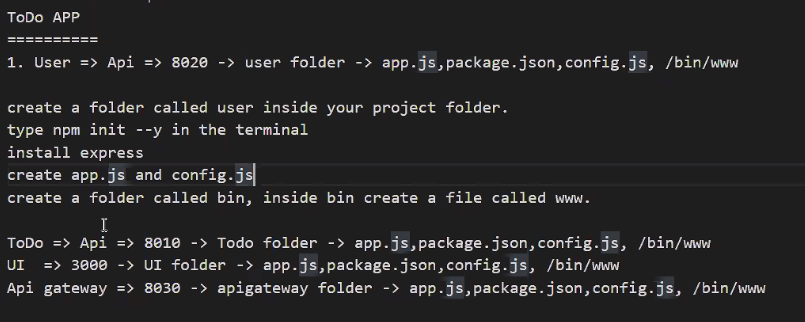 ToDo APP
==========
1. User => Api => 8020 -> user folder -> app.js,package.json,config.js, /bin/www
create a folder called user inside your project folder.
type npm init --y in the terminal
install express
create app.js and config.js
create a folder called bin, inside bin create a file called www.
ToDo => Api => 8010 -> Todo folder -> app.js,package.json,config.js, /bin/www
UI  => 3000 -> UI folder -> app.js,package.json,config.js, /bin/www
Api gateway => 8030 -> apigateway folder -> app.js,package.json,config.js, /bin/www